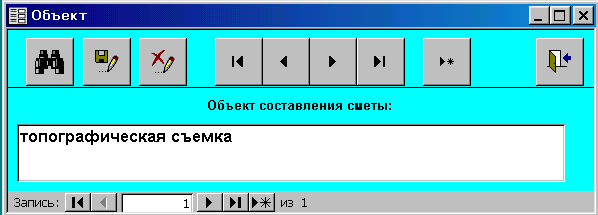 Объект
Объект составления сметы:
топографическая съемка
Запись: 1 из 1